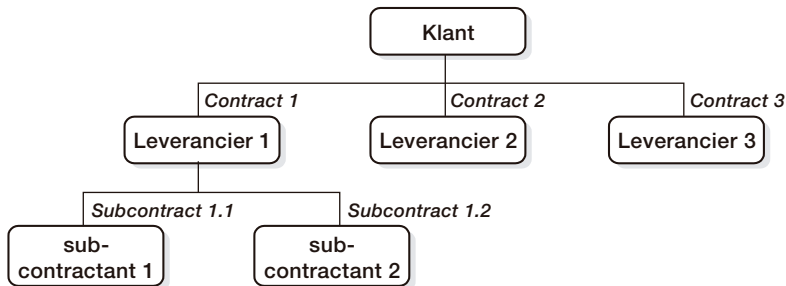 Klant
Contract 1
Contract 2
Contract 3
Leverancier 1
Leverancier 2
Leverancier 3
Subcontract 1.1
Subcontract 1.2
sub-
contractant 1
sub-
contractant 2